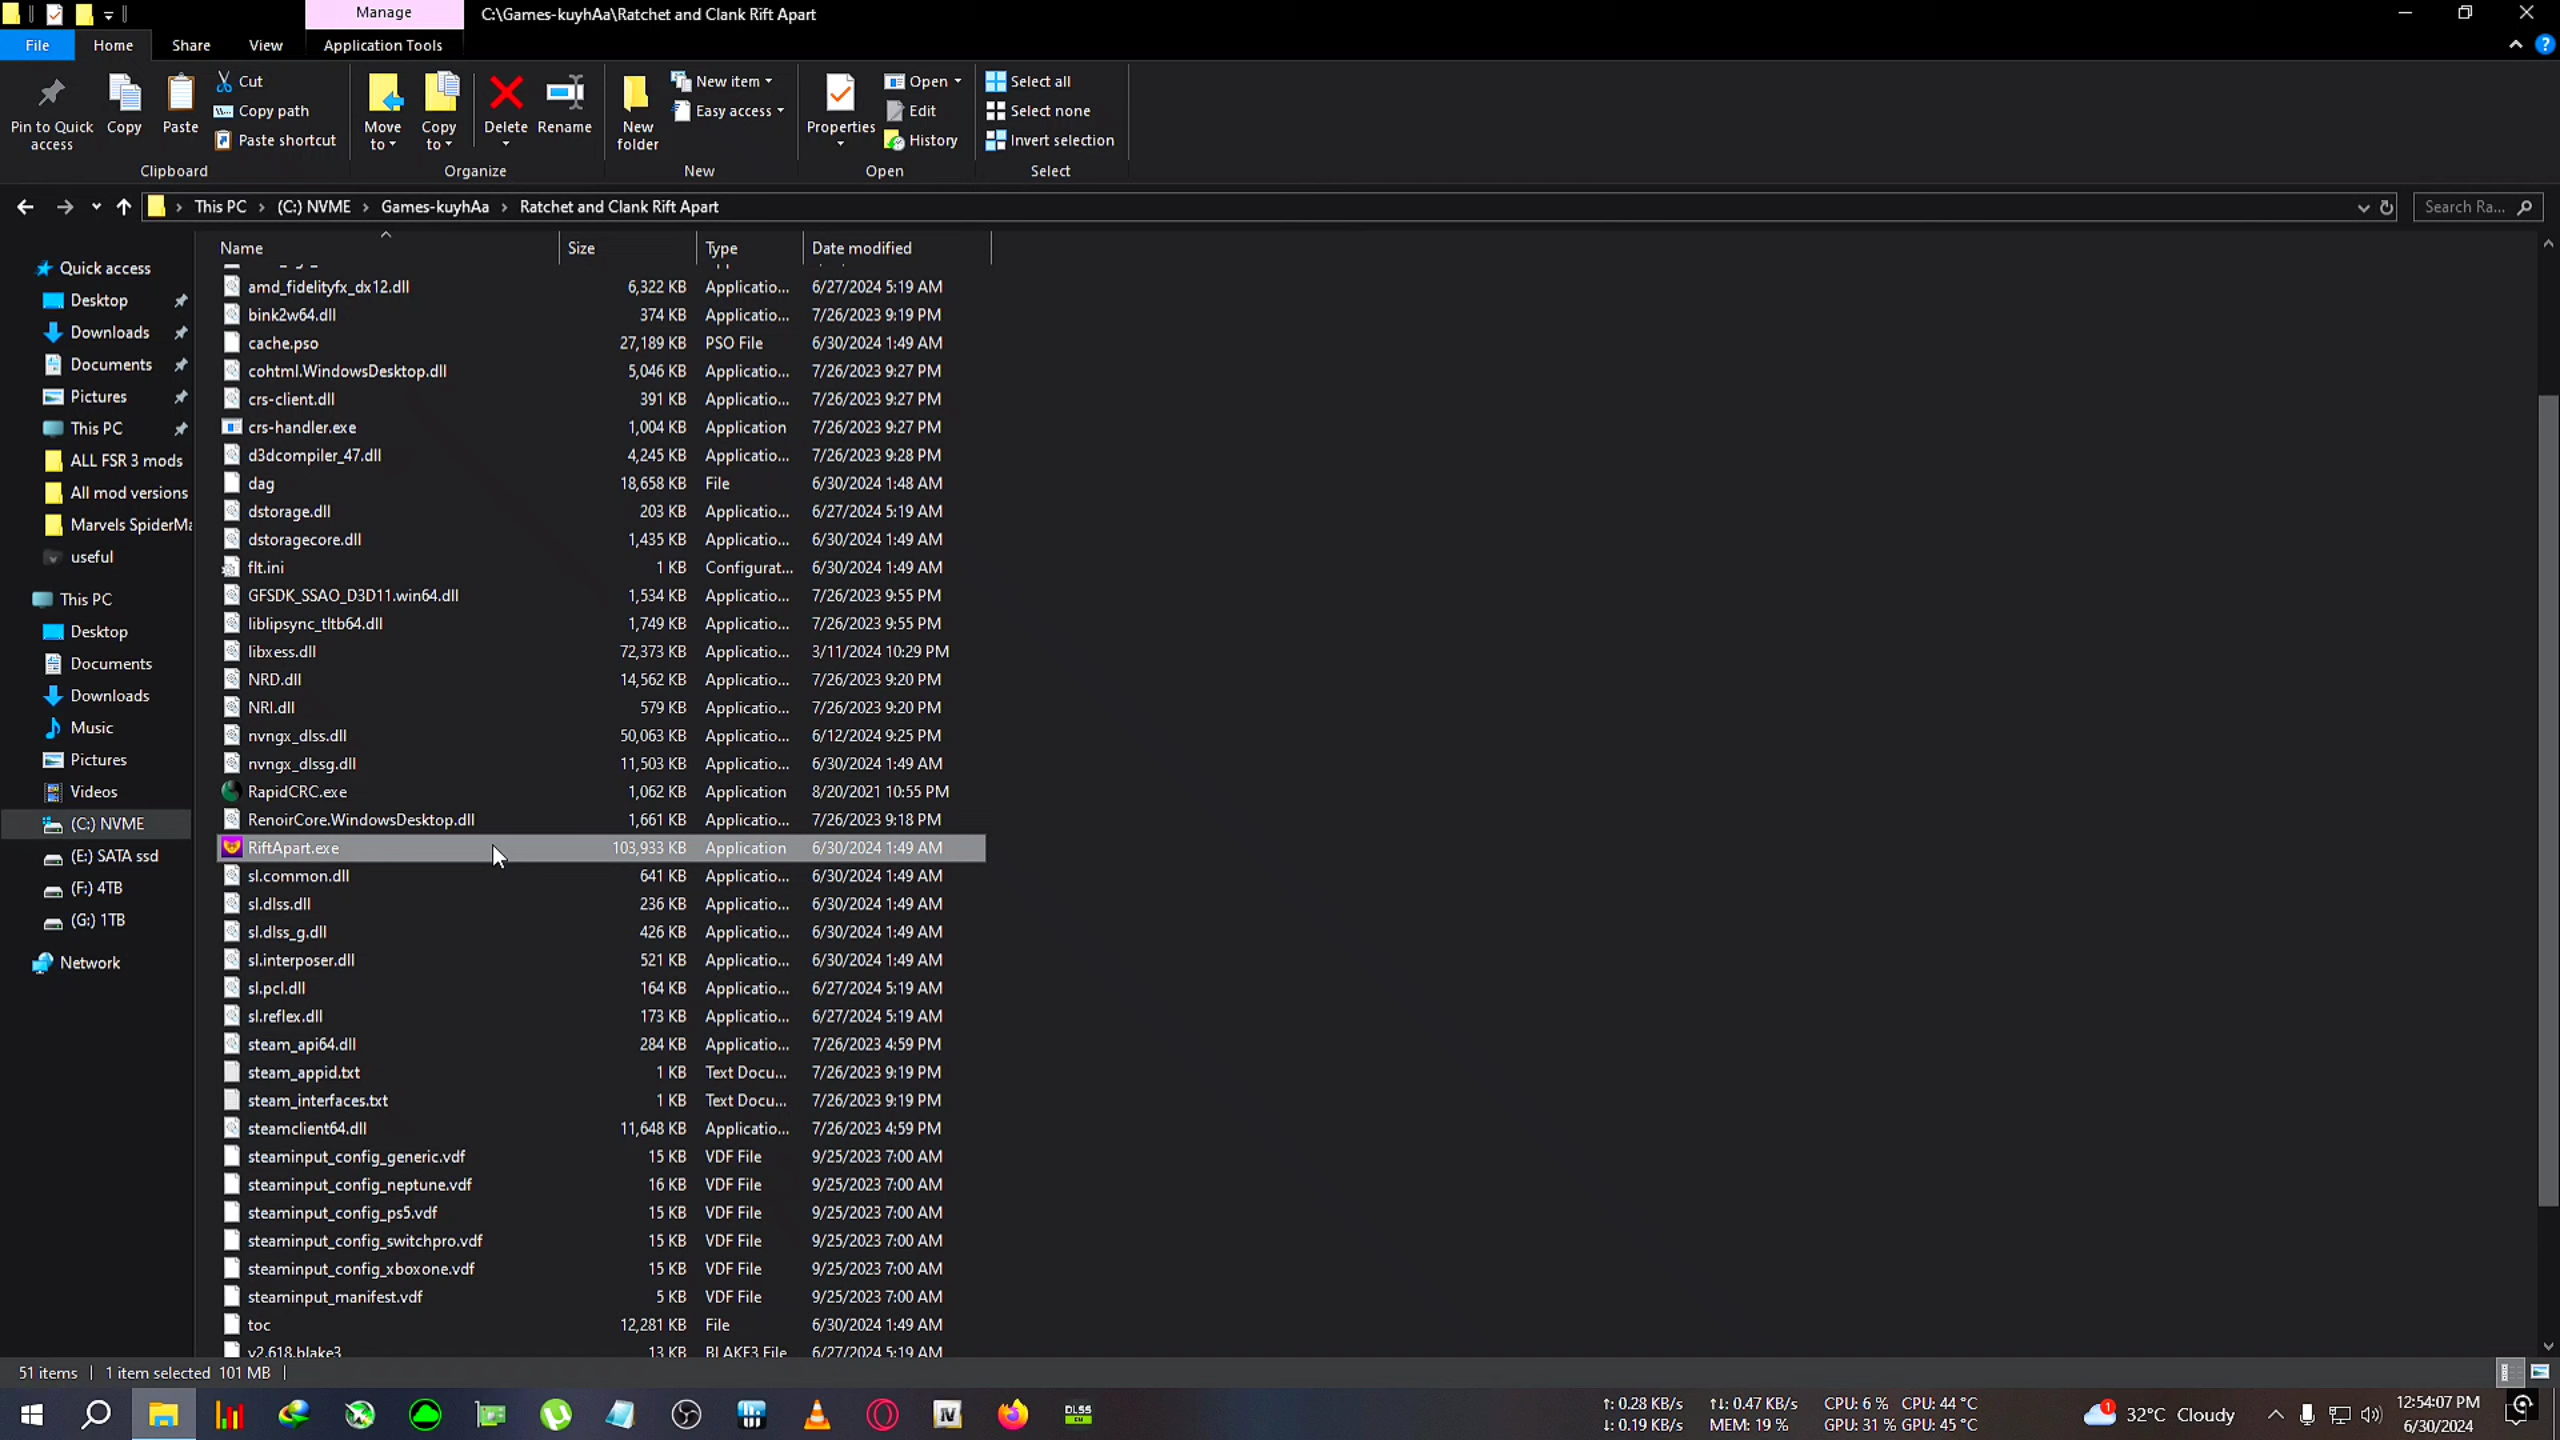 Manage
C:\Games-kuyhAa\Ratchet and Clank Rift Apart
File
Home
Share
View
Application Tools
Pin to Quick access
Copy
Paste
Cut
Copy path
Paste shortcut
Move to
Copy to
Delete
Rename
New folder
New item
Easy access
Properties
Open
Edit
History
Select all
Select none
Invert selection
Clipboard
Organize
New
Open
Select
This PC > (C:) NVME > Games-kuyhAa > Ratchet and Clank Rift Apart
Search Ra...
Name Size Type Date modified
amd_fidelityfx_dx12.dll 6,322 KB Applicatio... 6/27/2024 5:19 AM
bink2w64.dll 374 KB Applicatio... 7/26/2023 9:19 PM
cache.pso 27,189 KB PSO File 6/30/2024 1:49 AM
cohtml.WindowsDesktop.dll 5,046 KB Applicatio... 7/26/2023 9:27 PM
crs-client.dll 391 KB Applicatio... 7/26/2023 9:27 PM
crs-handler.exe 1,004 KB Application 7/26/2023 9:27 PM
d3dcompiler_47.dll 4,245 KB Applicatio... 7/26/2023 9:28 PM
dag 18,658 KB File 6/30/2024 1:48 AM
dstorage.dll 203 KB Applicatio... 6/27/2024 5:19 AM
dstoragecore.dll 1,435 KB Applicatio... 6/30/2024 1:49 AM
flt.ini 1 KB Configurat... 6/30/2024 1:49 AM
GFSDK_SSAO_D3D11.win64.dll 1,534 KB Applicatio... 7/26/2023 9:55 PM
liblipsync_tltb64.dll 1,749 KB Applicatio... 7/26/2023 9:55 PM
libxess.dll 72,373 KB Applicatio... 3/11/2024 10:29 PM
NRD.dll 14,562 KB Applicatio... 7/26/2023 9:20 PM
NRI.dll 579 KB Applicatio... 7/26/2023 9:20 PM
nvngx_dlss.dll 50,063 KB Applicatio... 6/12/2024 9:25 PM
nvngx_dlssg.dll 11,503 KB Applicatio... 6/30/2024 1:49 AM
RapidCRC.exe 1,062 KB Application 8/20/2021 10:55 PM
RenoirCore.WindowsDesktop.dll 1,661 KB Applicatio... 7/26/2023 9:18 PM
RiftApart.exe 103,933 KB Application 6/30/2024 1:49 AM
sl.common.dll 641 KB Applicatio... 6/30/2024 1:49 AM
sl.dlss.dll 236 KB Applicatio... 6/30/2024 1:49 AM
sl.dlss_g.dll 426 KB Applicatio... 6/30/2024 1:49 AM
sl.interposer.dll 521 KB Applicatio... 6/30/2024 1:49 AM
sl.pcl.dll 164 KB Applicatio... 6/27/2024 5:19 AM
sl.reflex.dll 173 KB Applicatio... 6/27/2024 5:19 AM
steam_api64.dll 284 KB Applicatio... 7/26/2023 4:59 PM
steam_appid.txt 1 KB Text Docu... 7/26/2023 9:19 PM
steam_interfaces.txt 1 KB Text Docu... 7/26/2023 9:19 PM
steamclient64.dll 11,648 KB Applicatio... 7/26/2023 4:59 PM
steaminput_config_generic.vdf 15 KB VDF File 9/25/2023 7:00 AM
steaminput_config_neptune.vdf 16 KB VDF File 9/25/2023 7:00 AM
steaminput_config_ps5.vdf 15 KB VDF File 9/25/2023 7:00 AM
steaminput_config_switchpro.vdf 15 KB VDF File 9/25/2023 7:00 AM
steaminput_config_xboxone.vdf 15 KB VDF File 9/25/2023 7:00 AM
steaminput_manifest.vdf 5 KB VDF File 9/25/2023 7:00 AM
toc 12,281 KB File 6/30/2024 1:49 AM
v2.618.blake3 13 KB BLAKE3 File 6/27/2024 5:19 AM
Quick access
Desktop
Downloads
Documents
Pictures
This PC
ALL FSR 3 mods
All mod versions
Marvels SpiderMa
useful
This PC
Desktop
Documents
Downloads
Music
Pictures
Videos
(C:) NVME
(E:) SATA ssd
(F:) 4TB
(G:) 1TB
Network
51 items
1 item selected 101 MB
DLSS
↑: 0.28 KB/s
↓: 0.19 KB/s
↑↓: 0.47 KB/s
MEM: 19 %
CPU: 6 % CPU: 44 °C
GPU: 31 % GPU: 45 °C
1
32°C Cloudy
12:54:07 PM
6/30/2024